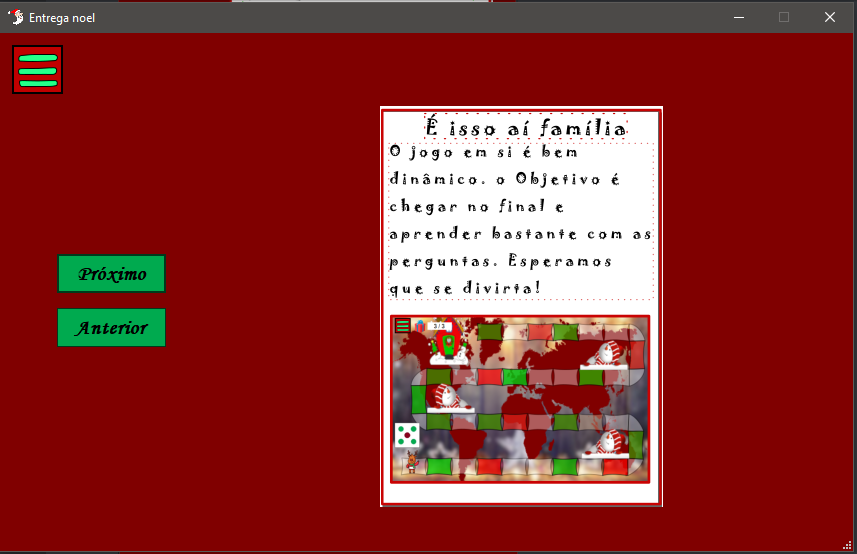 Entrega noel
É isso aí família
O jogo em si é bem
dinâmico. o Objetivo é
chegar no final e
aprender bastante com as
perguntas. Esperamos
que se divirta!
Próximo
Anterior
3 / 3